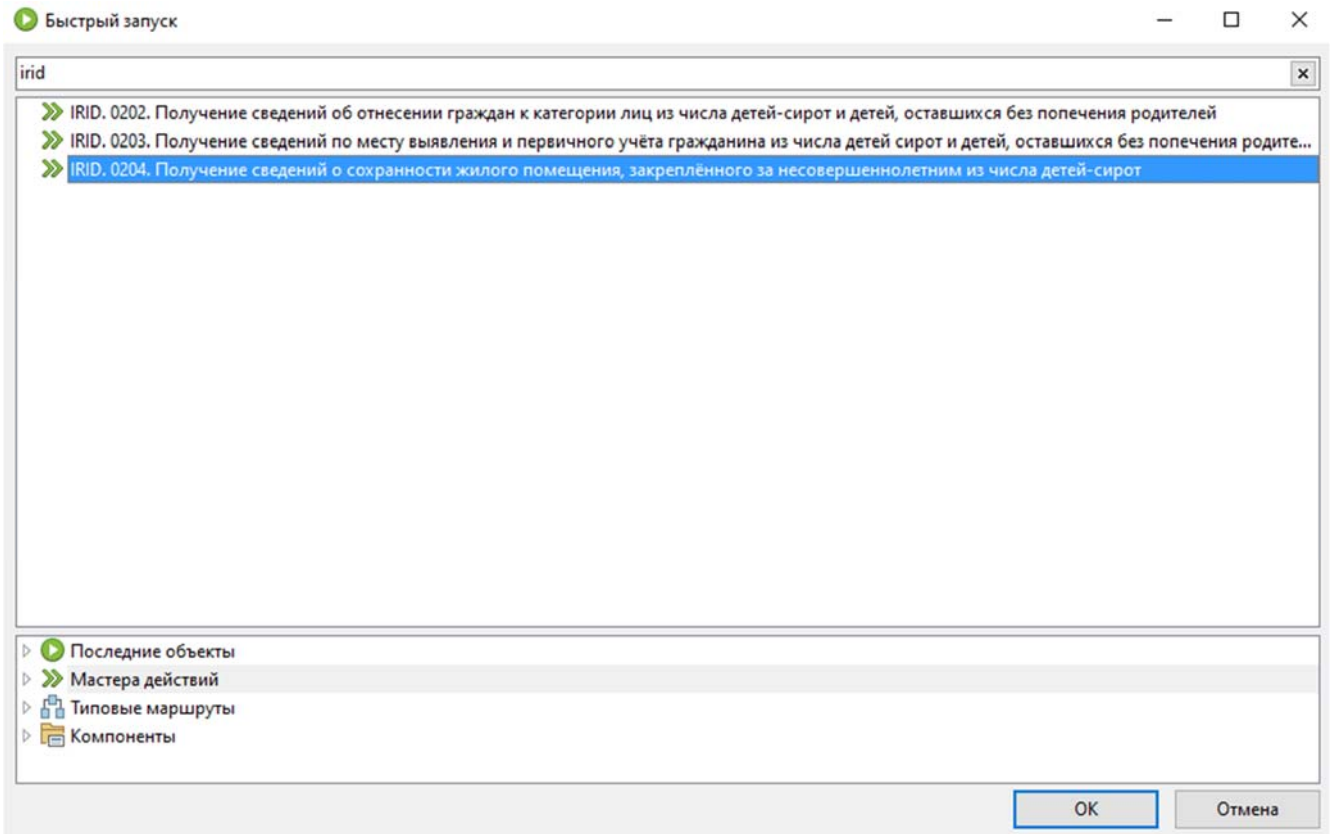 Быстрый запуск
irid
IRID. 0202. Получение сведений об отнесении граждан к категории лиц из числа детей-сирот и детей, оставшихся без попечения родителей
IRID. 0203. Получение сведений по месту выявления и первичного учёта гражданина из числа детей сирот и детей, оставшихся без попечения родите...
IRID. 0204. Получение сведений о сохранности жилого помещения, закреплённого за несовершеннолетним из числа детей-сирот
Последние объекты
Мастера действий
Типовые маршруты
Компоненты
ОК
Отмена